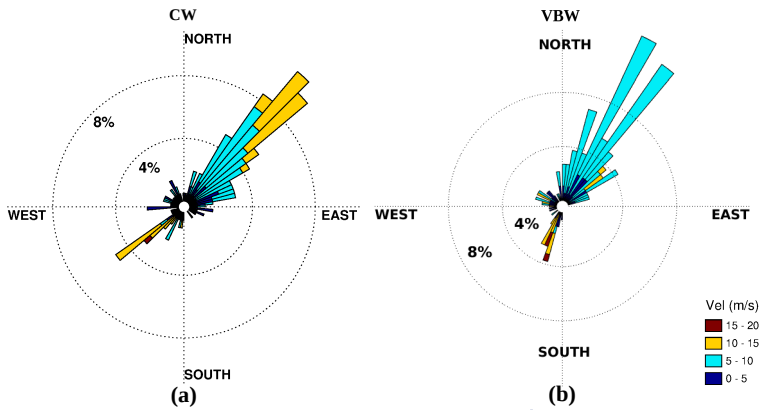 CW
NORTH
8%
4%
WEST
EAST
SOUTH
(a)
VBW
NORTH
WEST
EAST
4%
8%
SOUTH
(b)
Vel (m/s)
15 - 20
10 - 15
5 - 10
0 - 5